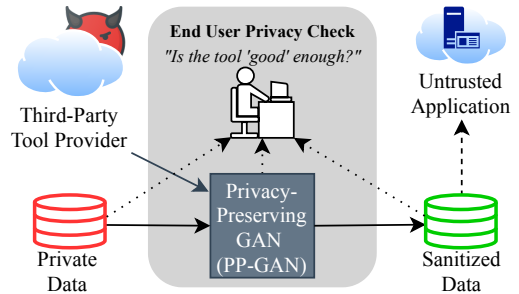 End User Privacy Check
"Is the tool 'good' enough?"
Third-Party
Tool Provider
Untrusted
Application
Privacy-
Preserving
GAN
(PP-GAN)
Private
Data
Sanitized
Data